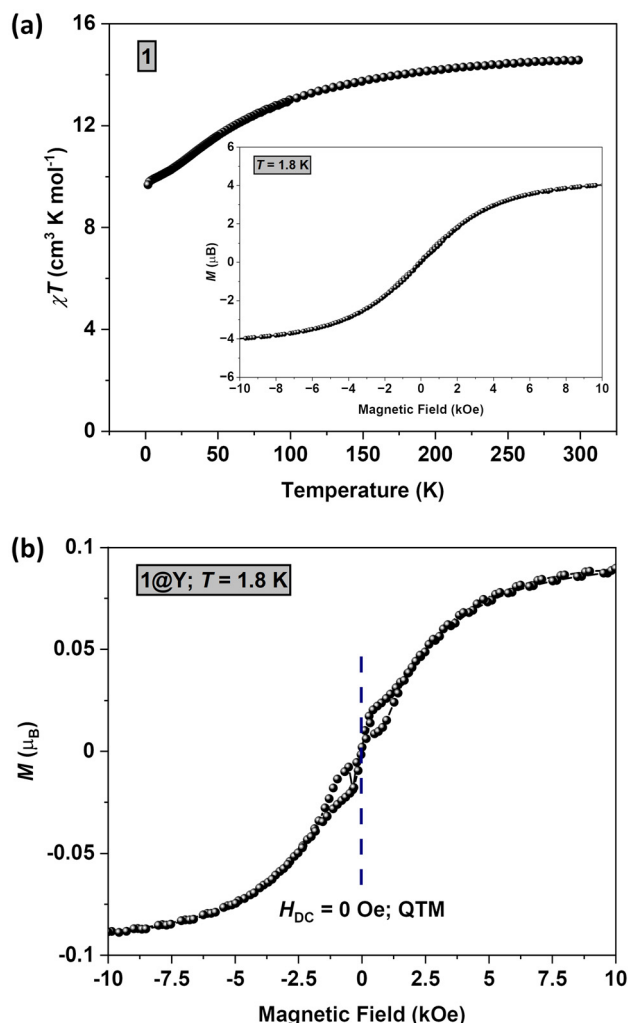 (a)
1
χT (cm³ K mol⁻¹)
16
12
8
4
0
0 50 100 150 200 250 300
Temperature (K)
T = 1.8 K
M (μB)
6
4
2
0
−2
−4
−6
−10 −8 −6 −4 −2 0 2 4 6 8 10
Magnetic Field (kOe)
(b)
1@Y; T = 1.8 K
M (μB)
0.1
0.05
0
-0.05
-0.1
H_DC = 0 Oe; QTM
-10 -7.5 -5 -2.5 0 2.5 5 7.5 10
Magnetic Field (kOe)